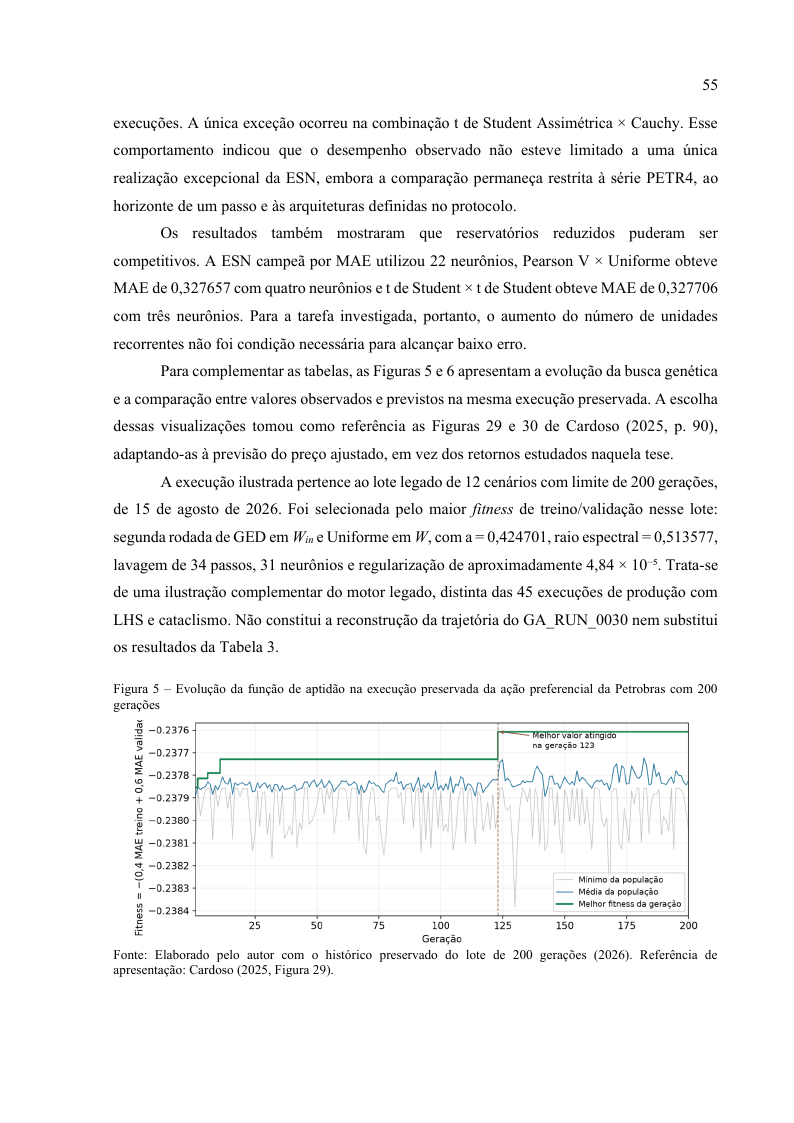 55
execuções. A única exceção ocorreu na combinação t de Student Assimétrica × Cauchy. Esse
comportamento indicou que o desempenho observado não esteve limitado a uma única
realização excepcional da ESN, embora a comparação permaneça restrita à série PETR4, ao
horizonte de um passo e às arquiteturas definidas no protocolo.
Os resultados também mostraram que reservatórios reduzidos puderam ser
competitivos. A ESN campeã por MAE utilizou 22 neurônios, Pearson V × Uniforme obteve
MAE de 0,327657 com quatro neurônios e t de Student × t de Student obteve MAE de 0,327706
com três neurônios. Para a tarefa investigada, portanto, o aumento do número de unidades
recorrentes não foi condição necessária para alcançar baixo erro.
Para complementar as tabelas, as Figuras 5 e 6 apresentam a evolução da busca genética
e a comparação entre valores observados e previstos na mesma execução preservada. A escolha
dessas visualizações tomou como referência as Figuras 29 e 30 de Cardoso (2025, p. 90),
adaptando-as à previsão do preço ajustado, em vez dos retornos estudados naquela tese.
A execução ilustrada pertence ao lote legado de 12 cenários com limite de 200 gerações,
de 15 de agosto de 2026. Foi selecionada pelo maior fitness de treino/validação nesse lote:
segunda rodada de GED em Win e Uniforme em W, com a = 0,424701, raio espectral = 0,513577,
lavagem de 34 passos, 31 neurônios e regularização de aproximadamente 4,84 × 10⁻⁵. Trata-se
de uma ilustração complementar do motor legado, distinta das 45 execuções de produção com
LHS e cataclismo. Não constitui a reconstrução da trajetória do GA_RUN_0030 nem substitui
os resultados da Tabela 3.
Figura 5 – Evolução da função de aptidão na execução preservada da ação preferencial da Petrobras com 200
gerações
Fitness = −(0,4 MAE treino + 0,6 MAE validaç
−0.2376
−0.2377
−0.2378
−0.2379
−0.2380
−0.2381
−0.2382
−0.2383
−0.2384
Melhor valor atingido
na geração 123
Mínimo da população
Média da população
Melhor fitness da geração
25 50 75 100 125 150 175 200
Geração
Fonte: Elaborado pelo autor com o histórico preservado do lote de 200 gerações (2026). Referência de
apresentação: Cardoso (2025, Figura 29).